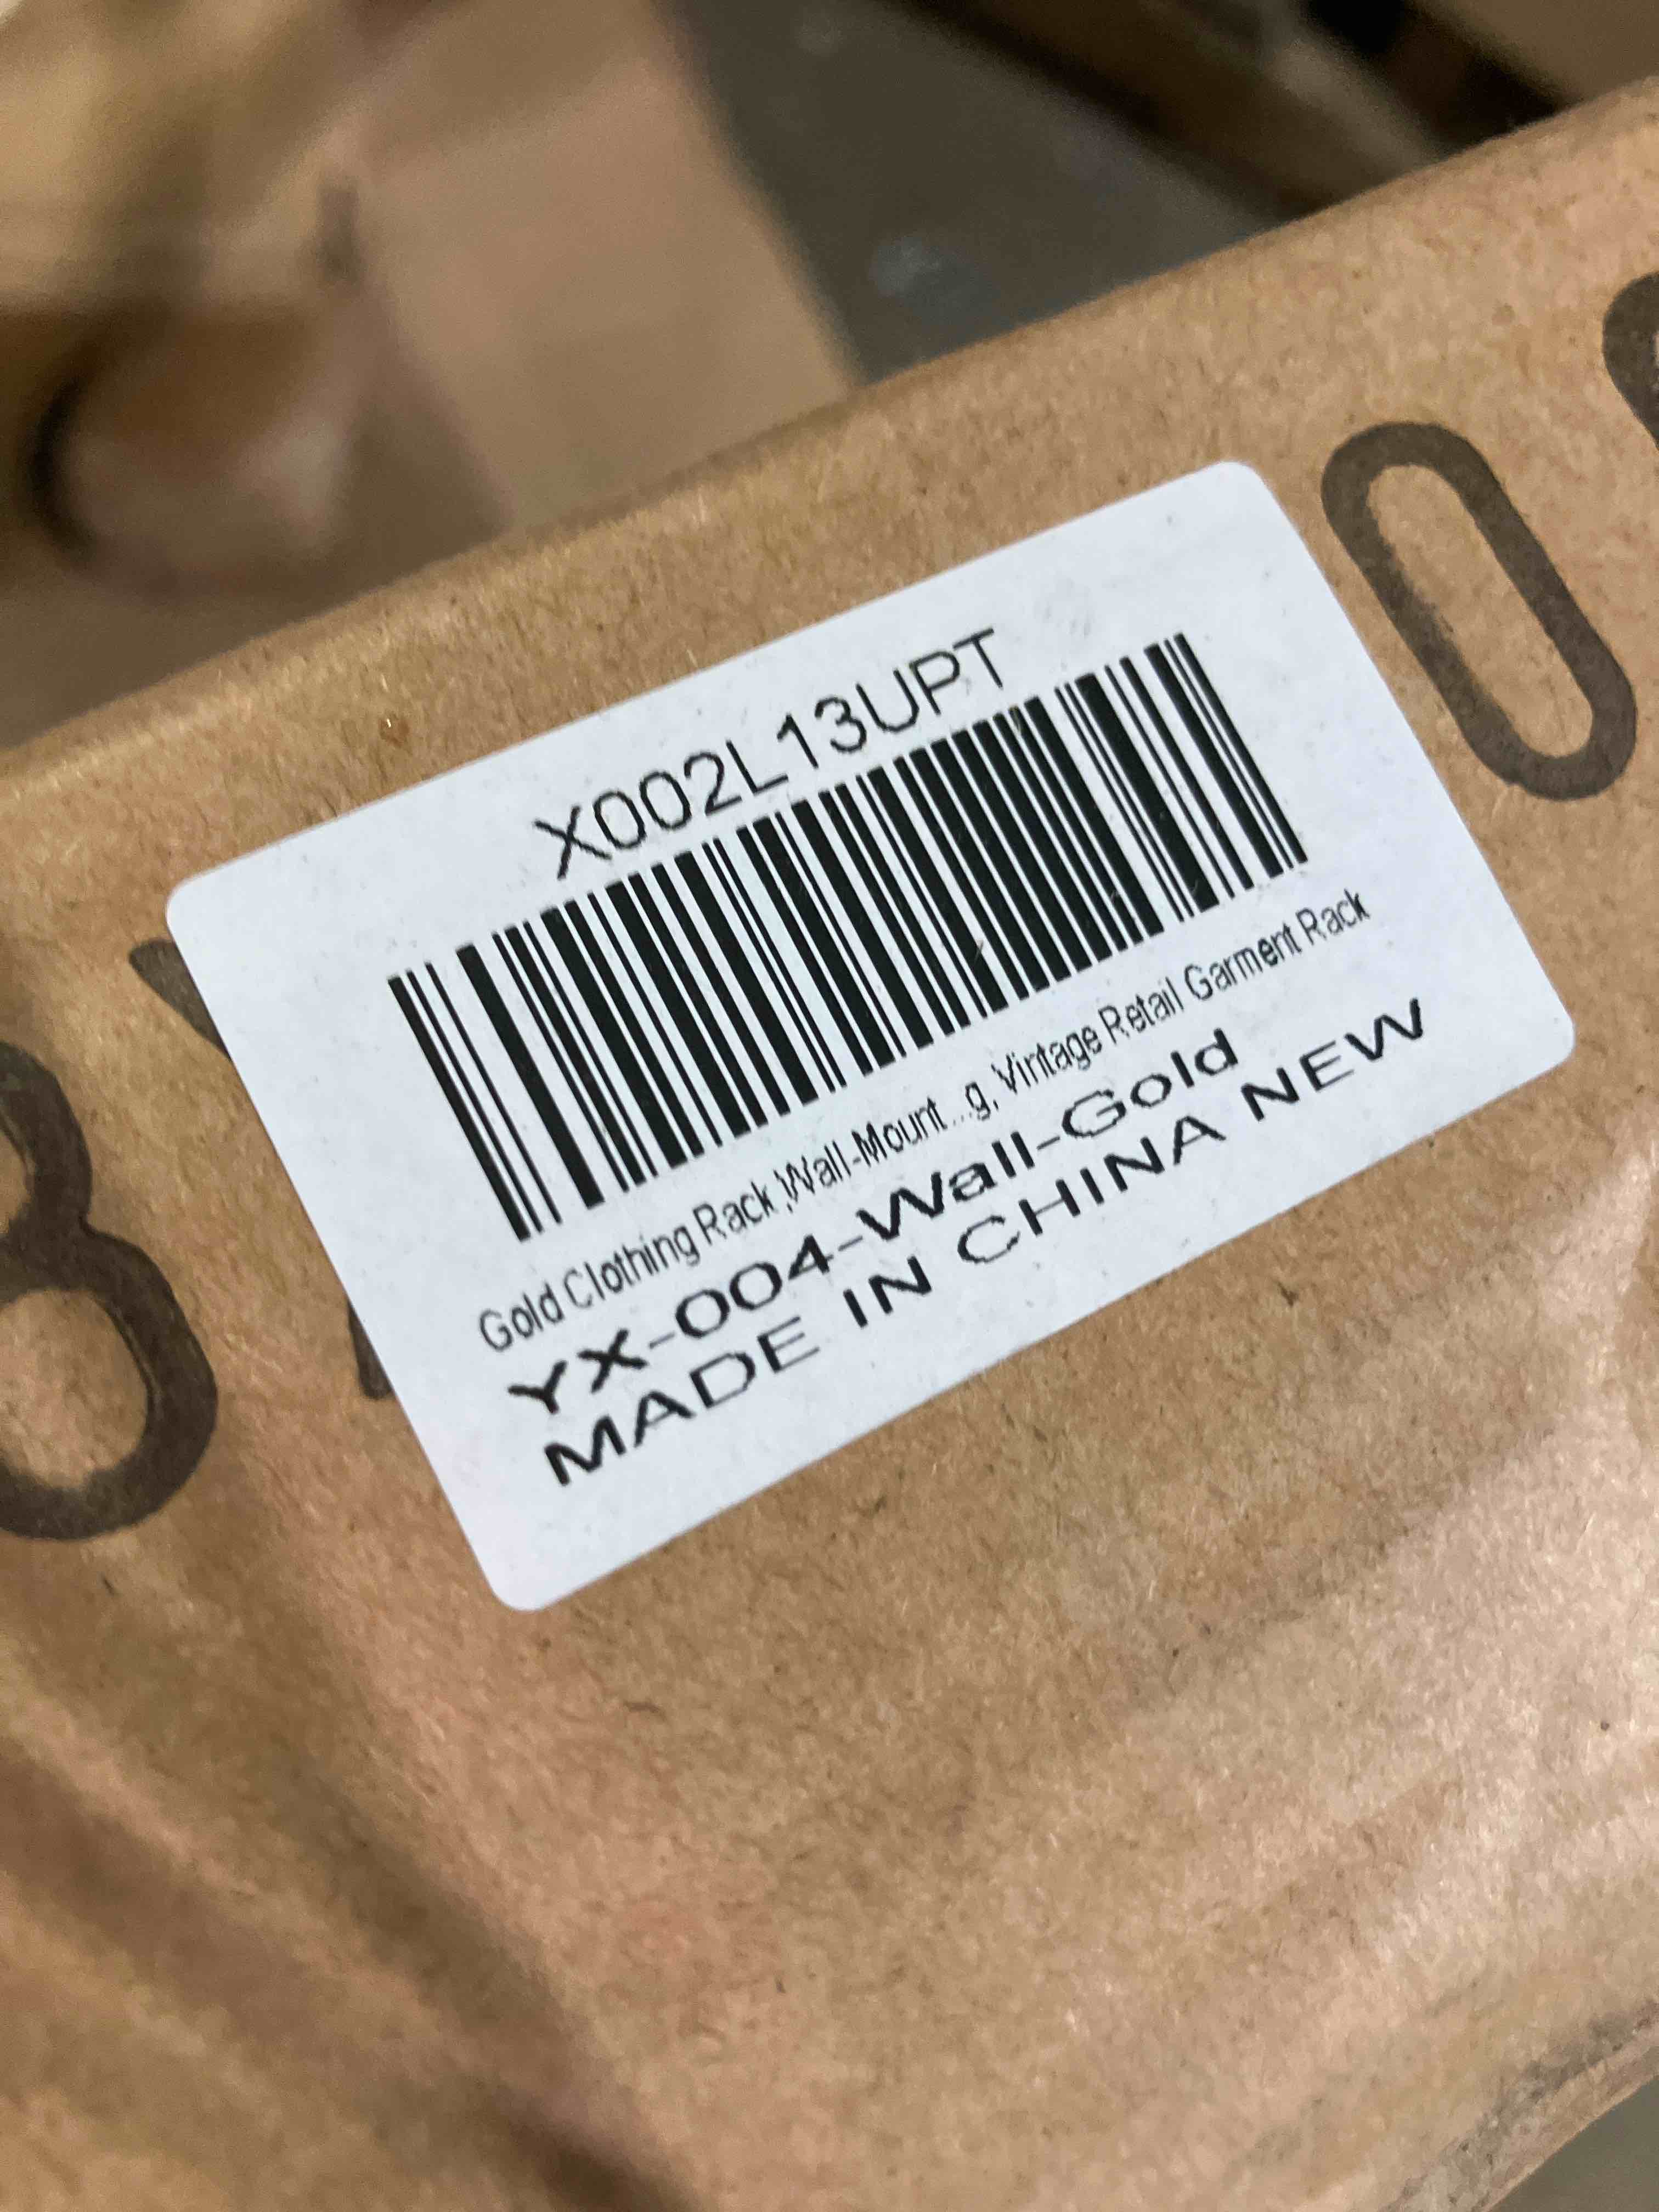 X002L13UPT
Gold Clothing Rack ,Wall-Mount...g, Vintage Retail Garment Rack
YX-004-Wall-Gold
MADE IN CHINA NEW